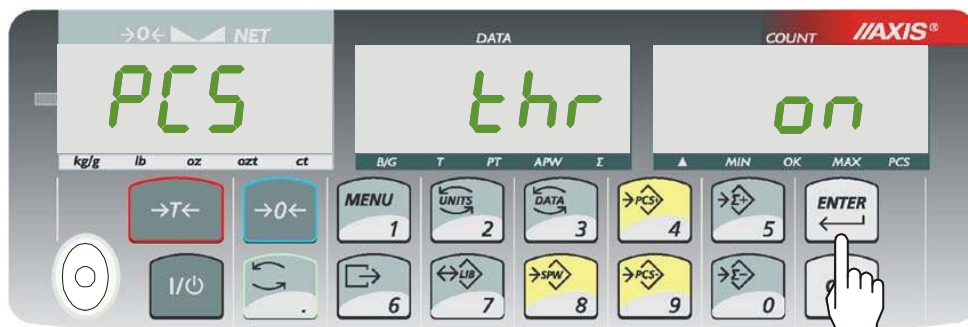 →0← NET DATA COUNT //AXIS®
PCS thr on
kg/g lb oz ozt ct B/G T PT APW Σ ▲ MIN OK MAX PCS
→T← →0← MENU 1 UNITS 2 DATA 3 →PCS 4 →Σ+ 5 ENTER
I/⏻ . 6 ↔LIB 7 →SPW 8 →PCS- 9 →Σ- 0